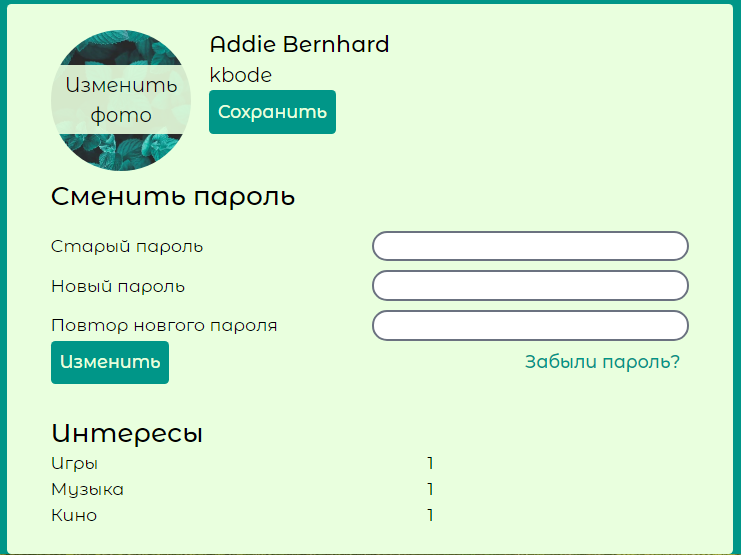 Изменить
фото
Addie Bernhard
kbode
Сохранить
Сменить пароль
Старый пароль
Новый пароль
Повтор новгого пароля
Изменить
Забыли пароль?
Интересы
Игры 1
Музыка 1
Кино 1